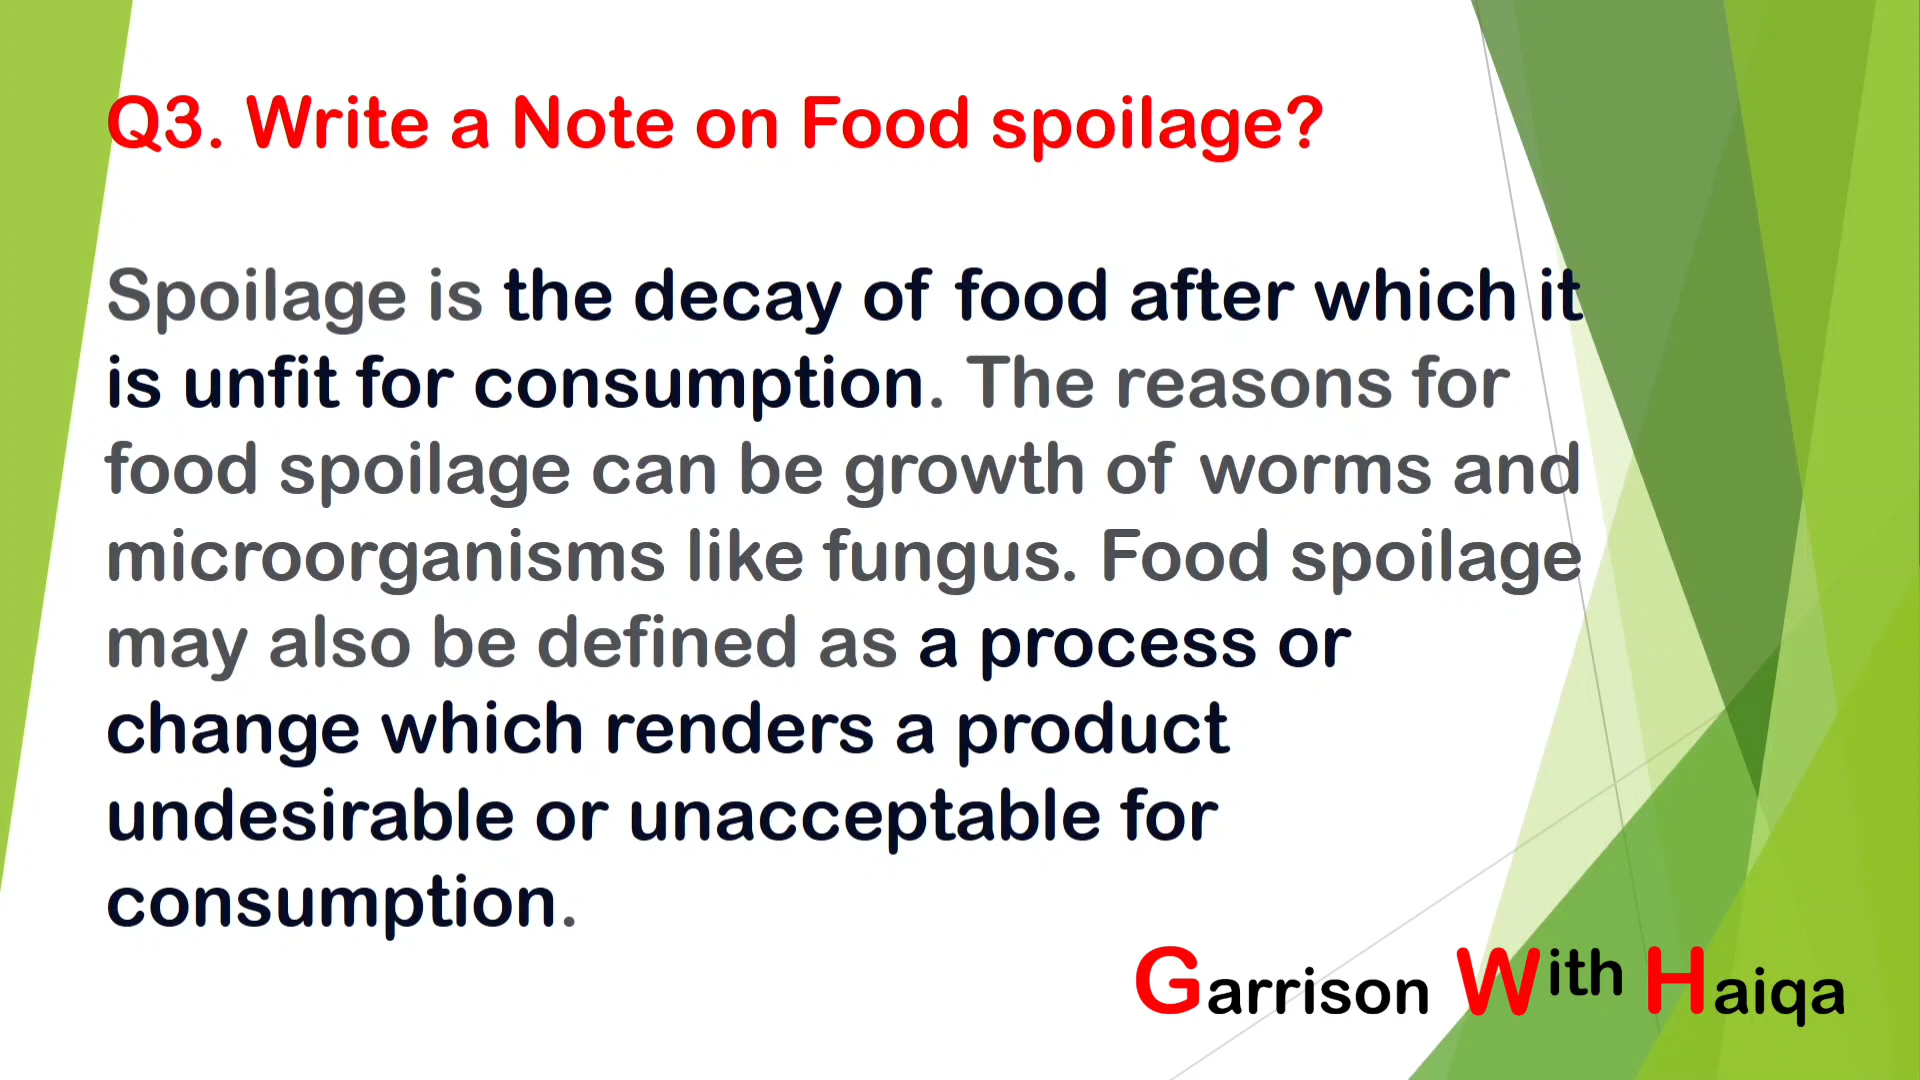 Q3. Write a Note on Food spoilage?
Spoilage is the decay of food after which it
is unfit for consumption. The reasons for
food spoilage can be growth of worms and
microorganisms like fungus. Food spoilage
may also be defined as a process or
change which renders a product
undesirable or unacceptable for
consumption.
Garrison With Haiqa